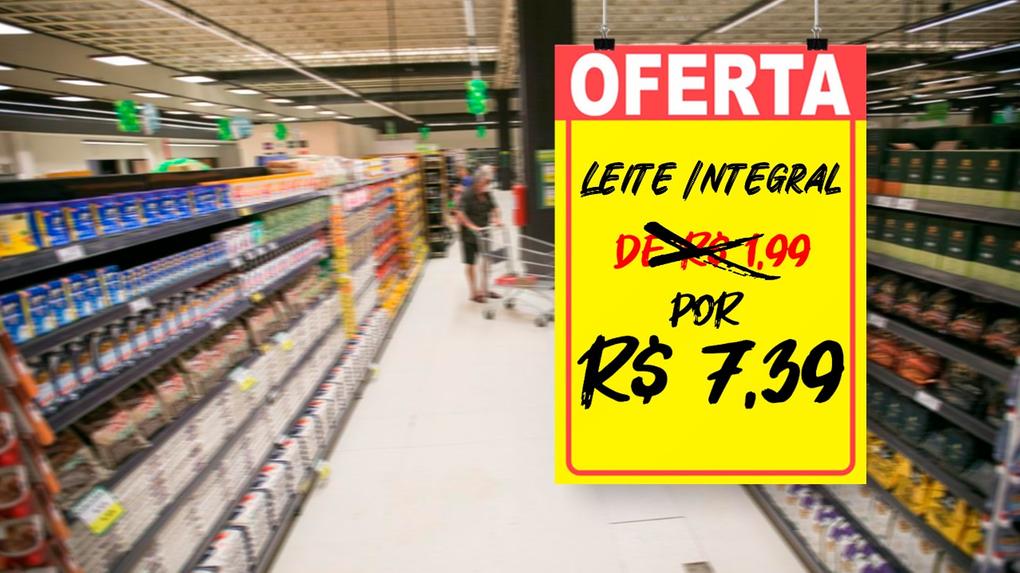 OFERTA
LEITE INTEGRAL
DE R$ 1,99
POR
R$ 7,39